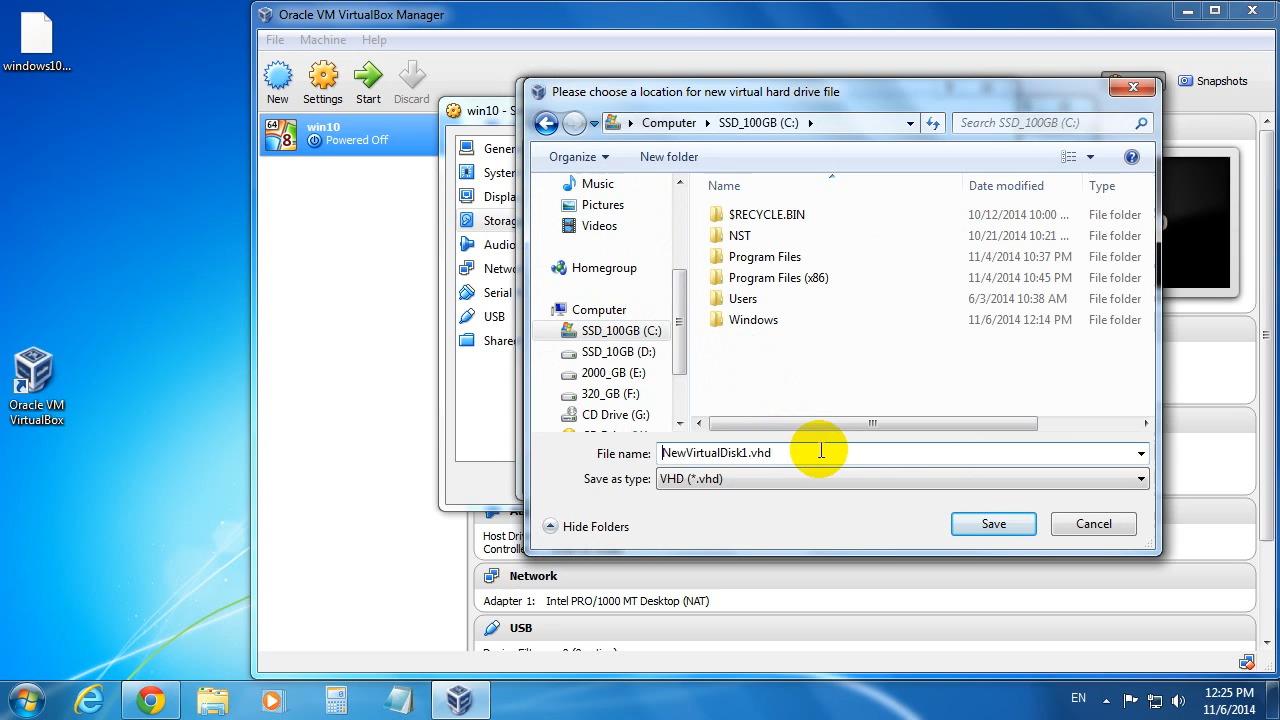 windows10...
Oracle VM
VirtualBox
Oracle VM VirtualBox Manager
File Machine Help
New Settings Start Discard
Snapshots
64
8
win10
Powered Off
win10 - S
Gener
System
Displa
Storag
Audio
Netwo
Serial
USB
Share
Please choose a location for new virtual hard drive file
Computer SSD_100GB (C:)
Search SSD_100GB (C:)
Organize New folder
Music
Pictures
Videos
Homegroup
Computer
SSD_100GB (C:)
SSD_10GB (D:)
2000_GB (E:)
320_GB (F:)
CD Drive (G:)
Name Date modified Type
$RECYCLE.BIN 10/12/2014 10:00 ... File folder
NST 10/21/2014 10:21 ... File folder
Program Files 11/4/2014 10:37 PM File folder
Program Files (x86) 11/4/2014 10:45 PM File folder
Users 6/3/2014 10:38 AM File folder
Windows 11/6/2014 12:14 PM File folder
File name: NewVirtualDisk1.vhd
Save as type: VHD (*.vhd)
Hide Folders
Save Cancel
Host Driv
Controlle
Network
Adapter 1: Intel PRO/1000 MT Desktop (NAT)
USB
EN
12:25 PM
11/6/2014